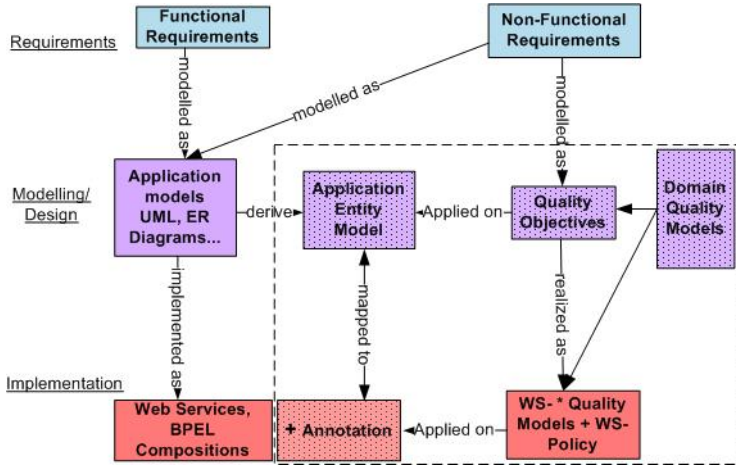 Functional
Requirements
Non-Functional
Requirements
Requirements
modelled as
modelled as
modelled as
Modelling/
Design
Application
models
UML, ER
Diagrams...
derive
Application
Entity
Model
Applied on
Quality
Objectives
Domain
Quality
Models
implemented as
mapped to
realized as
Implementation
Web Services,
BPEL
Compositions
+ Annotation
Applied on
WS- * Quality
Models + WS-
Policy